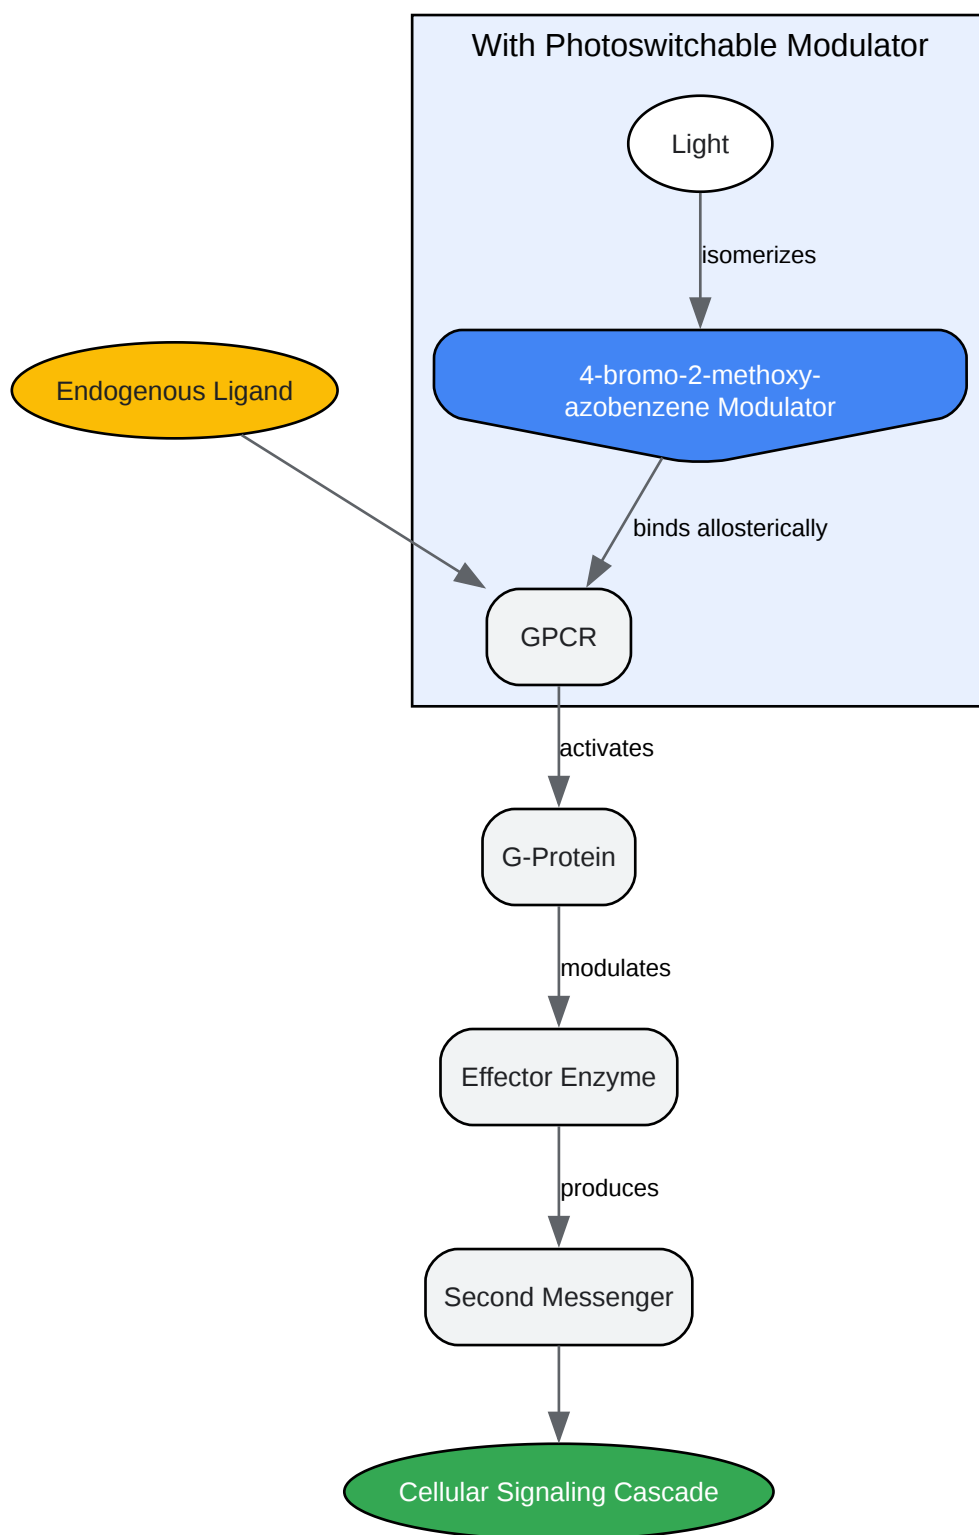 With Photoswitchable Modulator
Light
isomerizes
Endogenous Ligand
4-bromo-2-methoxy-
azobenzene Modulator
binds allosterically
GPCR
activates
G-Protein
modulates
Effector Enzyme
produces
Second Messenger
Cellular Signaling Cascade